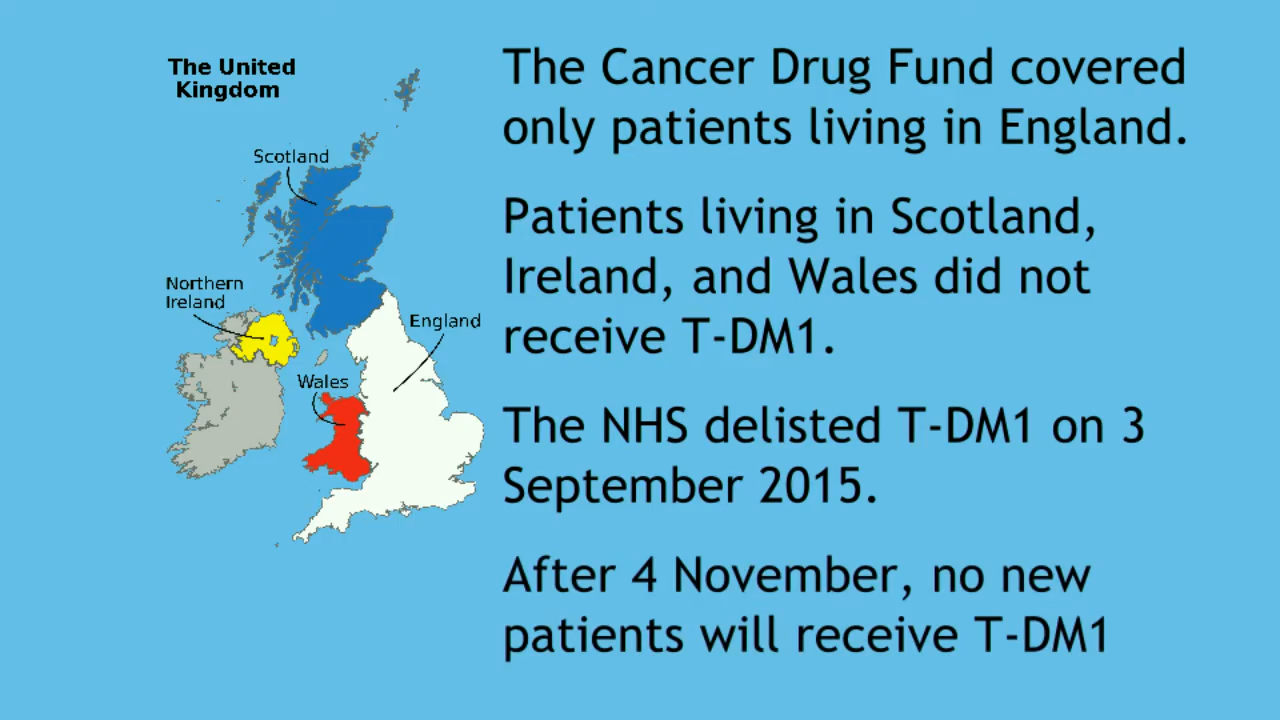 The United
Kingdom
Scotland
Northern
Ireland
England
Wales
The Cancer Drug Fund covered
only patients living in England.
Patients living in Scotland,
Ireland, and Wales did not
receive T-DM1.
The NHS delisted T-DM1 on 3
September 2015.
After 4 November, no new
patients will receive T-DM1